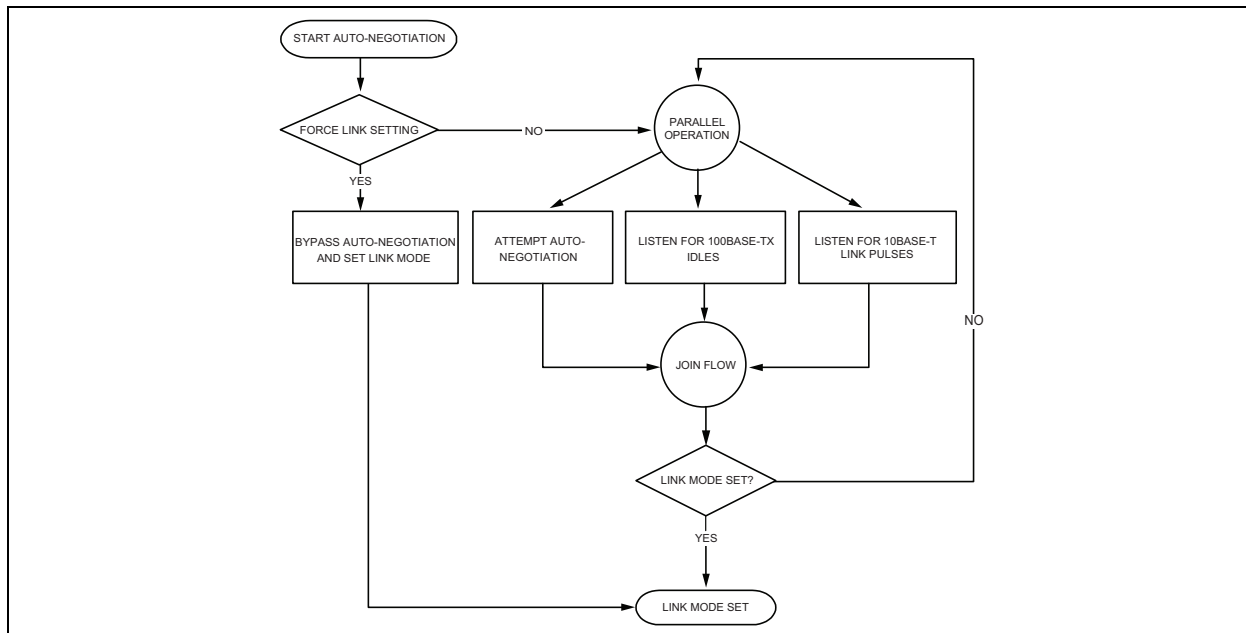 START AUTO-NEGOTIATION
FORCE LINK SETTING
NO
PARALLEL
OPERATION
YES
BYPASS AUTO-NEGOTIATION
AND SET LINK MODE
ATTEMPT AUTO-
NEGOTIATION
LISTEN FOR 100BASE-TX
IDLES
LISTEN FOR 10BASE-T
LINK PULSES
NO
JOIN FLOW
LINK MODE SET?
YES
LINK MODE SET